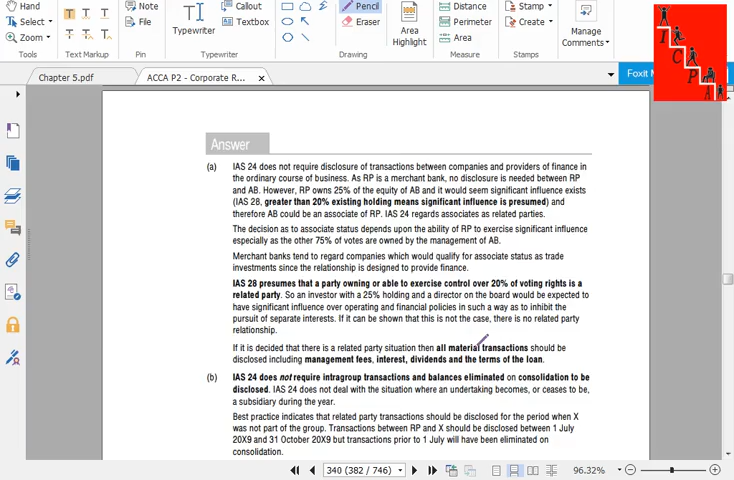 Hand
Select
Zoom
Tools
Text Markup
Note
File
Pin
Typewriter
Callout
Textbox
Typewriter
Pencil
Eraser
Drawing
Area
Highlight
Distance
Perimeter
Area
Measure
Stamp
Create
Stamps
Manage
Comments
I
C
P
A
Chapter 5.pdf
ACCA P2 - Corporate R...
Foxit M
Answer
(a) IAS 24 does not require disclosure of transactions between companies and providers of finance in
the ordinary course of business. As RP is a merchant bank, no disclosure is needed between RP
and AB. However, RP owns 25% of the equity of AB and it would seem significant influence exists
(IAS 28, greater than 20% existing holding means significant influence is presumed) and
therefore AB could be an associate of RP. IAS 24 regards associates as related parties.
The decision as to associate status depends upon the ability of RP to exercise significant influence
especially as the other 75% of votes are owned by the management of AB.
Merchant banks tend to regard companies which would qualify for associate status as trade
investments since the relationship is designed to provide finance.
IAS 28 presumes that a party owning or able to exercise control over 20% of voting rights is a
related party. So an investor with a 25% holding and a director on the board would be expected to
have significant influence over operating and financial policies in such a way as to inhibit the
pursuit of separate interests. If it can be shown that this is not the case, there is no related party
relationship.
If it is decided that there is a related party situation then all material transactions should be
disclosed including management fees, interest, dividends and the terms of the loan.
(b) IAS 24 does not require intragroup transactions and balances eliminated on consolidation to be
disclosed. IAS 24 does not deal with the situation where an undertaking becomes, or ceases to be,
a subsidiary during the year.
Best practice indicates that related party transactions should be disclosed for the period when X
was not part of the group. Transactions between RP and X should be disclosed between 1 July
20X9 and 31 October 20X9 but transactions prior to 1 July will have been eliminated on
consolidation.
340 (382 / 746)
96.32%